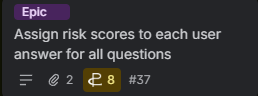 Epic
Assign risk scores to each user
answer for all questions
2 8 #37